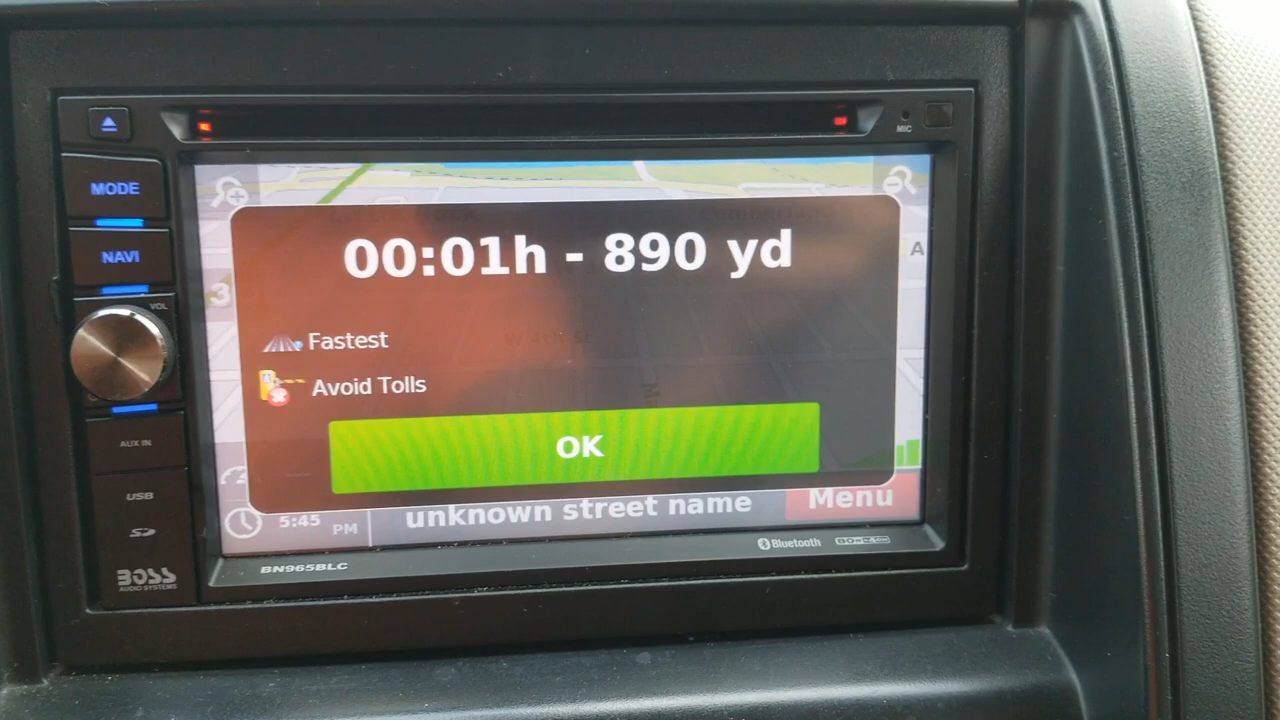 MIC
MODE
NAVI
VOL
00:01h - 890 yd
A
3
Fastest
Avoid Tolls
OK
AUX IN
USB
5:45 PM
unknown street name
Menu
Bluetooth
BOSS
AUDIO SYSTEMS
BN965BLC